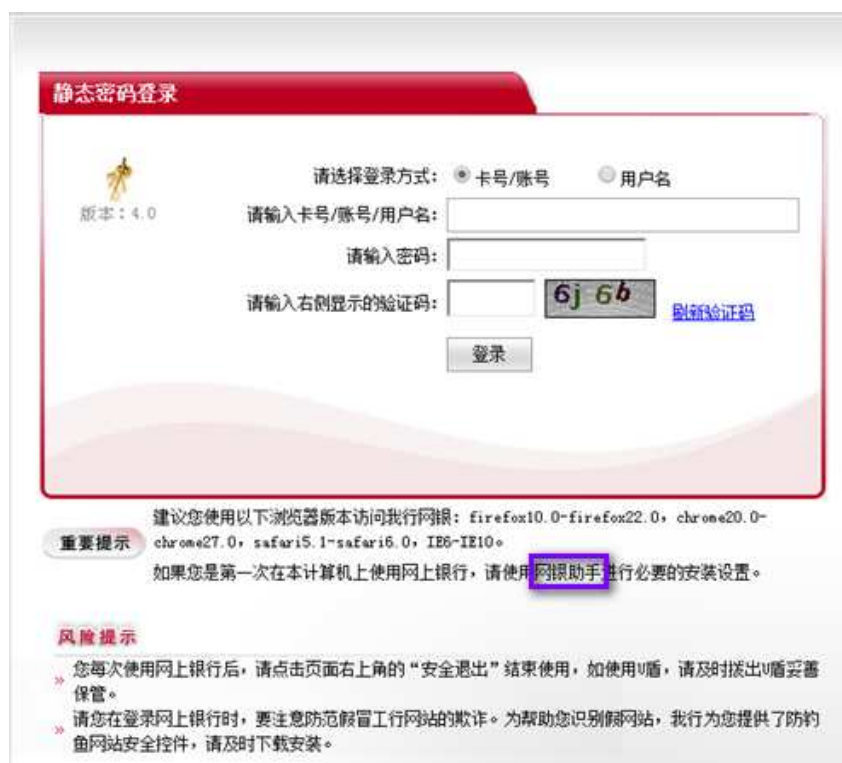 静态密码登录
请选择登录方式： 卡号/账号 用户名
版本：4.0
请输入卡号/账号/用户名：
请输入密码：
请输入右侧显示的验证码： 6j6b 刷新验证码
登录
建议您使用以下浏览器版本访问我行网银：firefox10.0-firefox22.0，chrome20.0-
重要提示 chrome27.0，safari5.1-safari6.0，IE6-IE10。
如果您是第一次在本计算机上使用网上银行，请使用网银助手进行必要的安装设置。
风险提示
» 您每次使用网上银行后，请点击页面右上角的“安全退出”结束使用，如使用U盾，请及时拔出U盾妥善
保管。
» 请您在登录网上银行时，要注意防范假冒工行网站的欺诈。为帮助您识别假网站，我行为您提供了防钓
鱼网站安全控件，请及时下载安装。